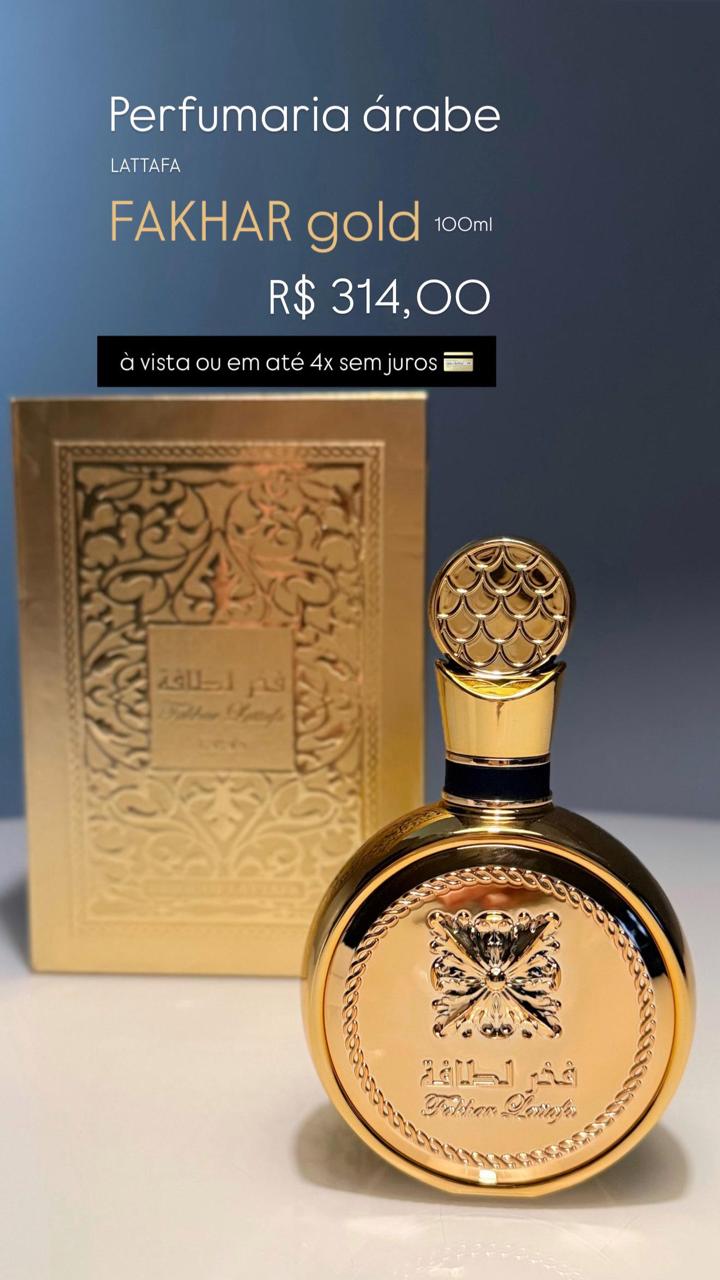 Perfumaria árabe
LATTAFA
FAKHAR gold 100ml
R$ 314,00
à vista ou em até 4x sem juros 💳
فخر لطافة
Fakhar Lattafa
فخر لطافة
Fakhar Lattafa